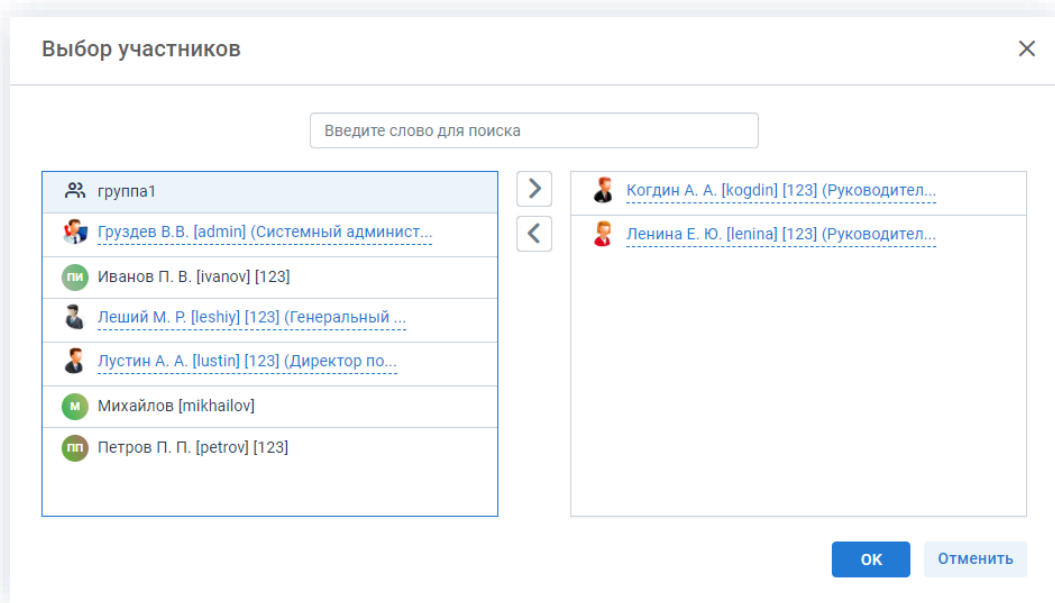 Выбор участников
Введите слово для поиска
группа1
Груздев В.В. [admin] (Системный админист...
ПИ Иванов П. В. [ivanov] [123]
Леший М. Р. [leshiy] [123] (Генеральный ...
Лустин А. А. [lustin] [123] (Директор по...
М Михайлов [mikhailov]
ПП Петров П. П. [petrov] [123]
Когдин А. А. [kogdin] [123] (Руководител...
Ленина Е. Ю. [lenina] [123] (Руководител...
ОК Отменить